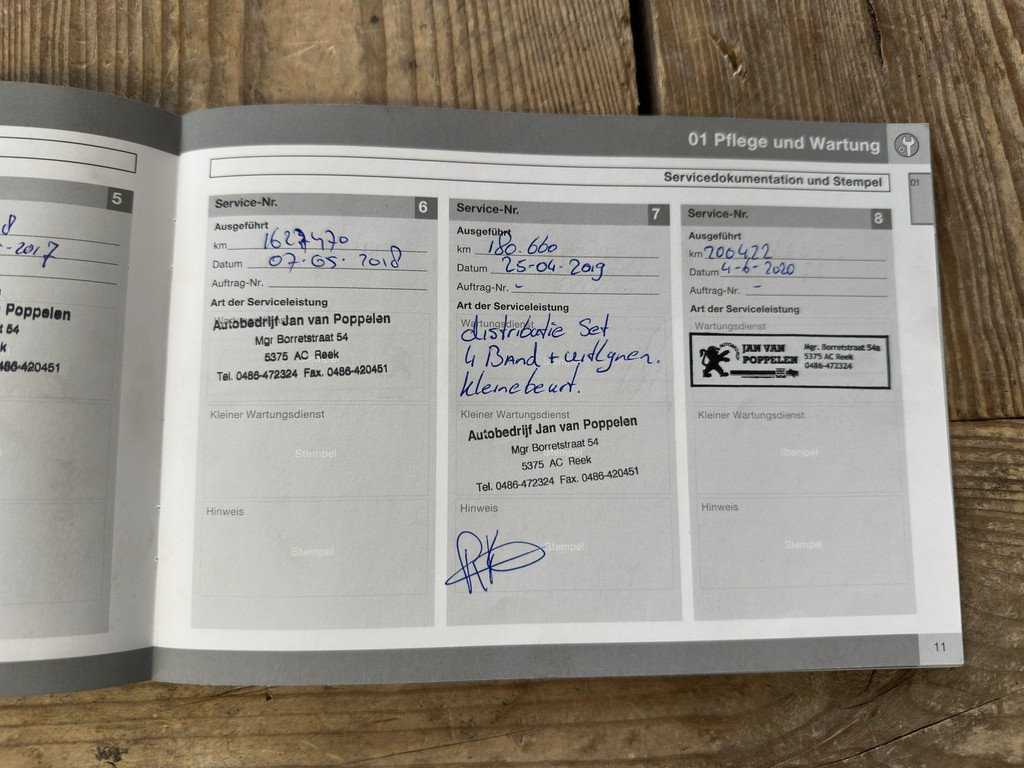 01 Pflege und Wartung
01
Servicedokumentation und Stempel
5
8
-2017
Poppelen
54
k
486-420451
Service-Nr. 6
Ausgeführt
km 162470
Datum 07-05-2018
Auftrag-Nr.
Art der Serviceleistung
Wartungsdienst
Autobedrijf Jan van Poppelen
Mgr Borretstraat 54
5375 AC Reek
Tel. 0486-472324 Fax. 0486-420451
Kleiner Wartungsdienst
Stempel
Hinweis
Stempel
Service-Nr. 7
Ausgeführt
km 180.660
Datum 25-04-2019
Auftrag-Nr. -
Art der Serviceleistung
Wartungsdienst
distributie Set
4 Band + uitlijnen.
kleine beurt.
Kleiner Wartungsdienst
Autobedrijf Jan van Poppelen
Mgr Borretstraat 54
5375 AC Reek
Tel. 0486-472324 Fax. 0486-420451
Hinweis
Stempel
Service-Nr. 8
Ausgeführt
km 200422
Datum 4-6-2020
Auftrag-Nr. -
Art der Serviceleistung
Wartungsdienst
JAN VAN
POPPELEN
Mgr. Borretstraat 54a
5375 AC Reek
0486-472324
Kleiner Wartungsdienst
Stempel
Hinweis
Stempel
11